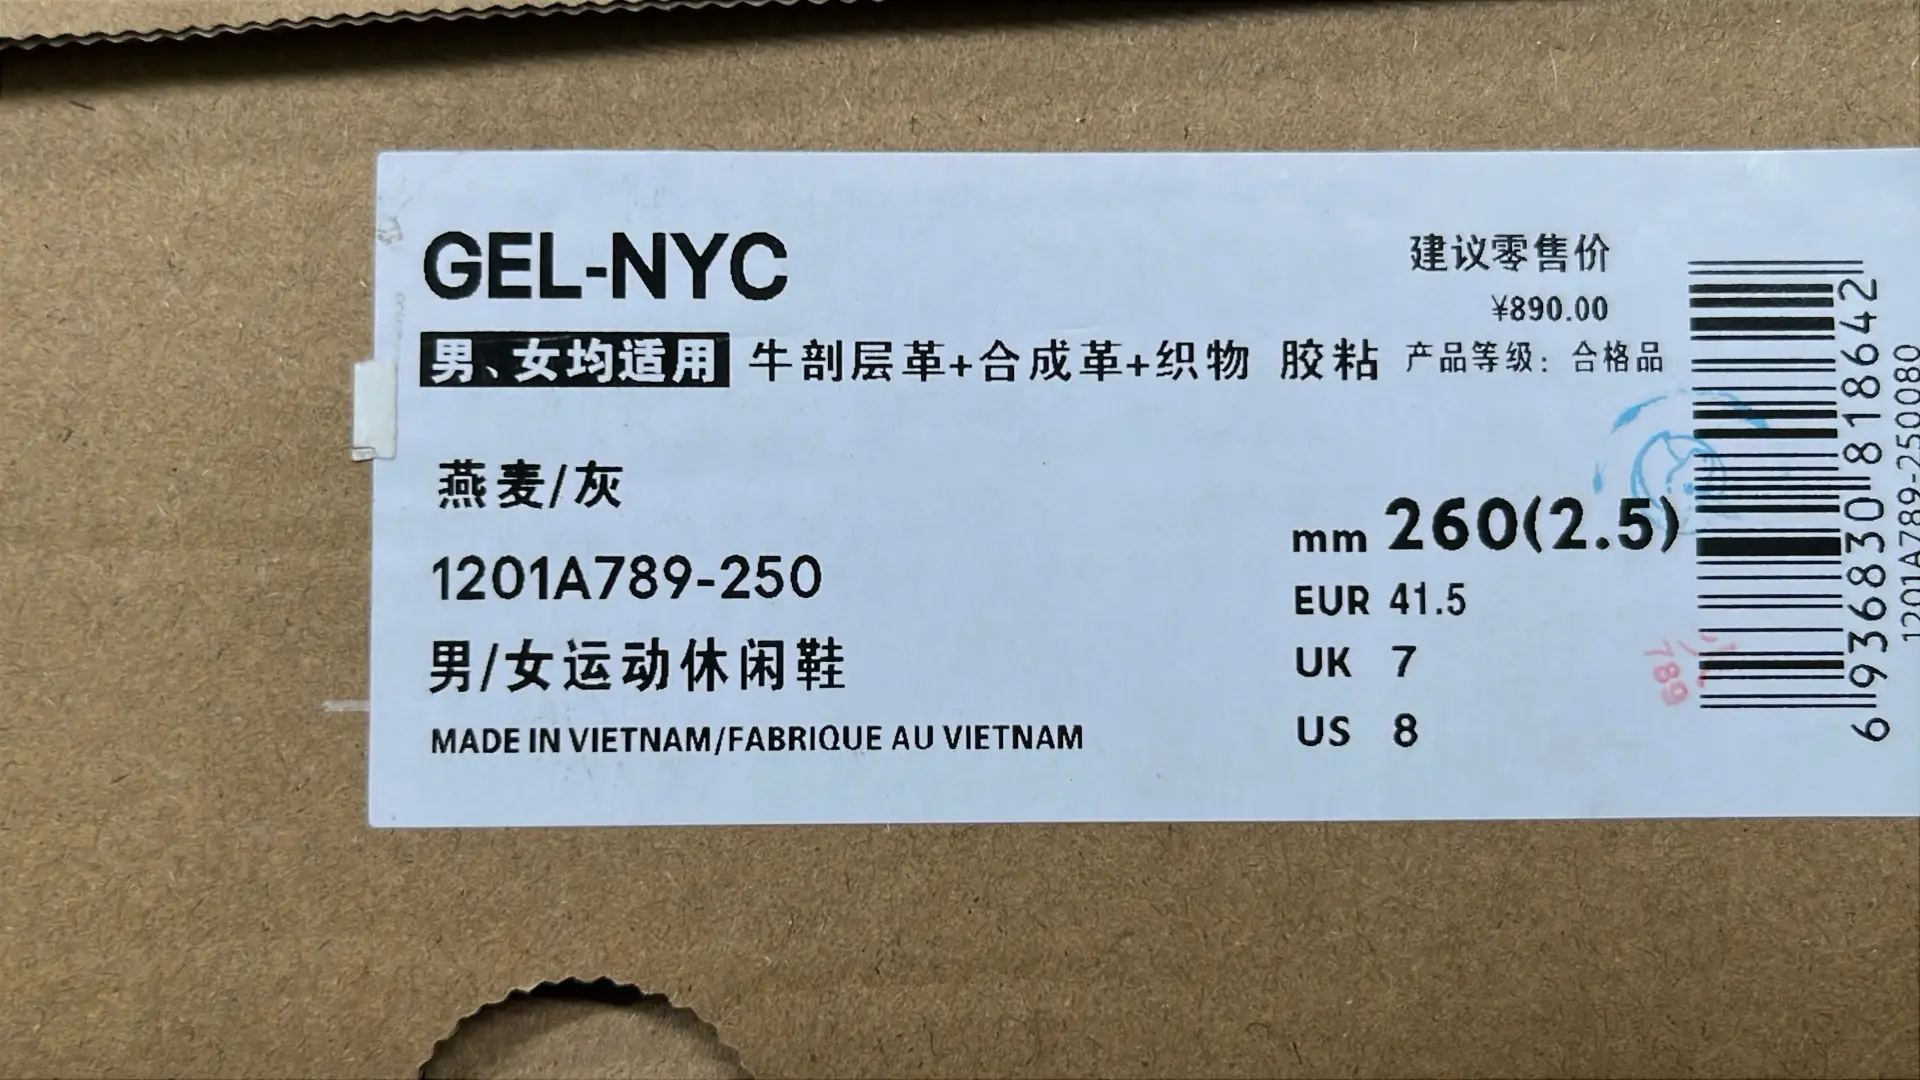 GEL-NYC
建议零售价
¥890.00
男、女均适用 牛剖层革+合成革+织物 胶粘 产品等级：合格品
燕麦/灰
1201A789-250
男/女运动休闲鞋
MADE IN VIETNAM/FABRIQUE AU VIETNAM
mm 260(2.5)
EUR 41.5
UK 7
US 8
6936830818642
1201A789-250080
789